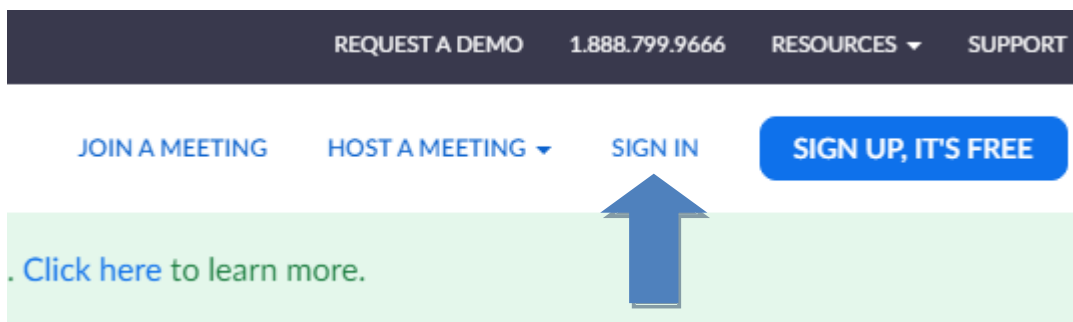 REQUEST A DEMO 1.888.799.9666 RESOURCES SUPPORT
JOIN A MEETING HOST A MEETING SIGN IN SIGN UP, IT'S FREE
. Click here to learn more.